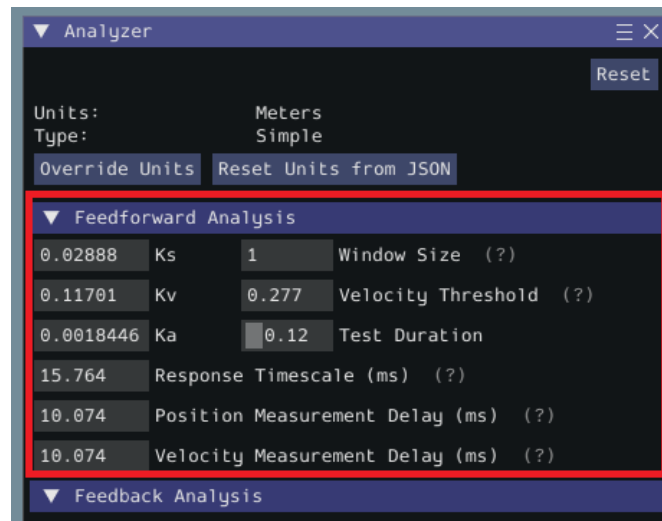 ▼ Analyzer ☰ ✕
Reset
Units: Meters
Type: Simple
Override Units Reset Units from JSON
▼ Feedforward Analysis
0.02888 Ks 1 Window Size (?)
0.11701 Kv 0.277 Velocity Threshold (?)
0.0018446 Ka 0.12 Test Duration
15.764 Response Timescale (ms) (?)
10.074 Position Measurement Delay (ms) (?)
10.074 Velocity Measurement Delay (ms) (?)
▼ Feedback Analysis